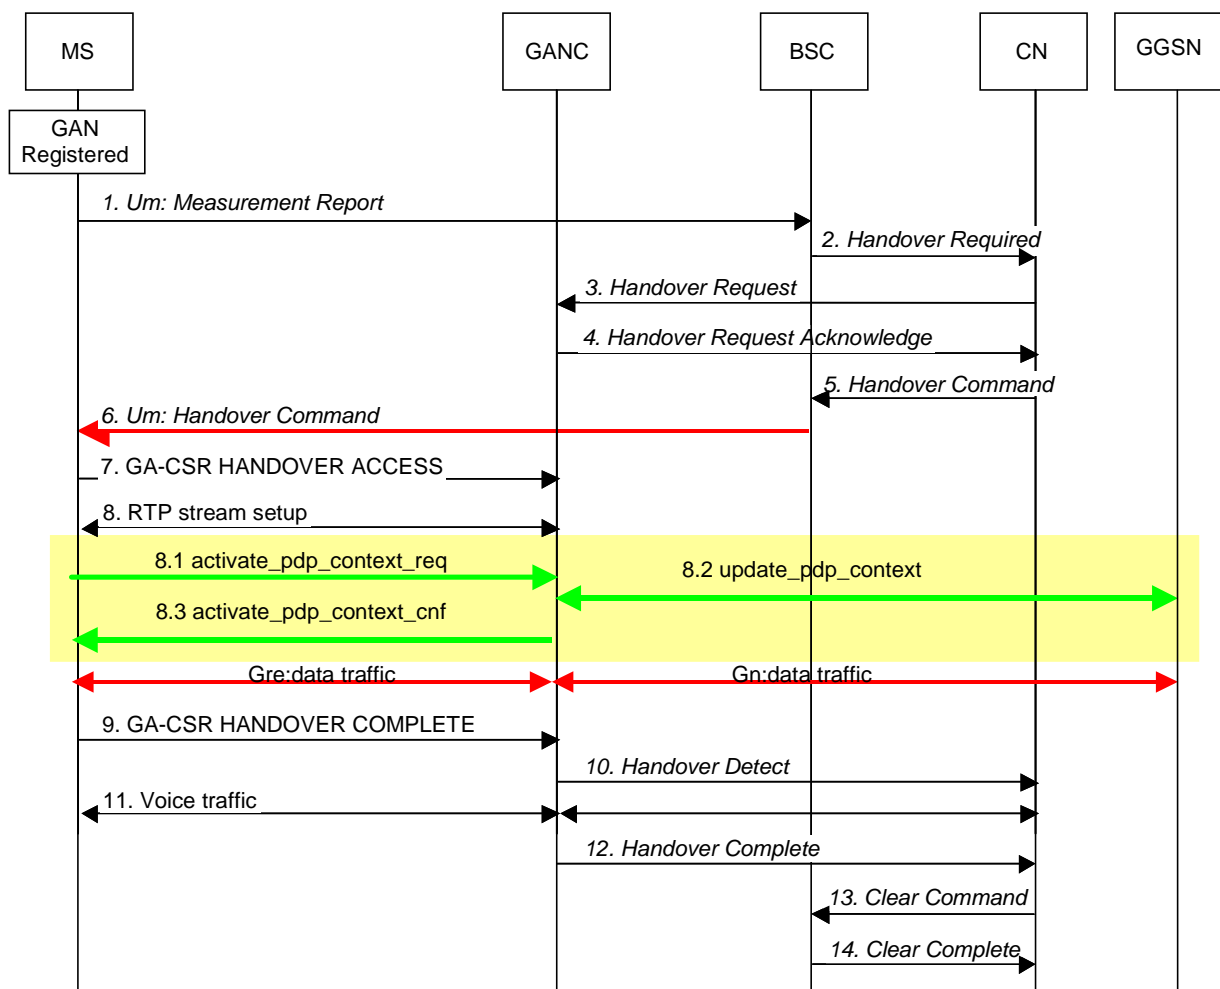 MS
GANC
BSC
CN
GGSN
GAN
Registered
1. Um: Measurement Report
2. Handover Required
3. Handover Request
4. Handover Request Acknowledge
5. Handover Command
6. Um: Handover Command
7. GA-CSR HANDOVER ACCESS
8. RTP stream setup
8.1 activate_pdp_context_req
8.2 update_pdp_context
8.3 activate_pdp_context_cnf
Gre:data traffic
Gn:data traffic
9. GA-CSR HANDOVER COMPLETE
10. Handover Detect
11. Voice traffic
12. Handover Complete
13. Clear Command
14. Clear Complete